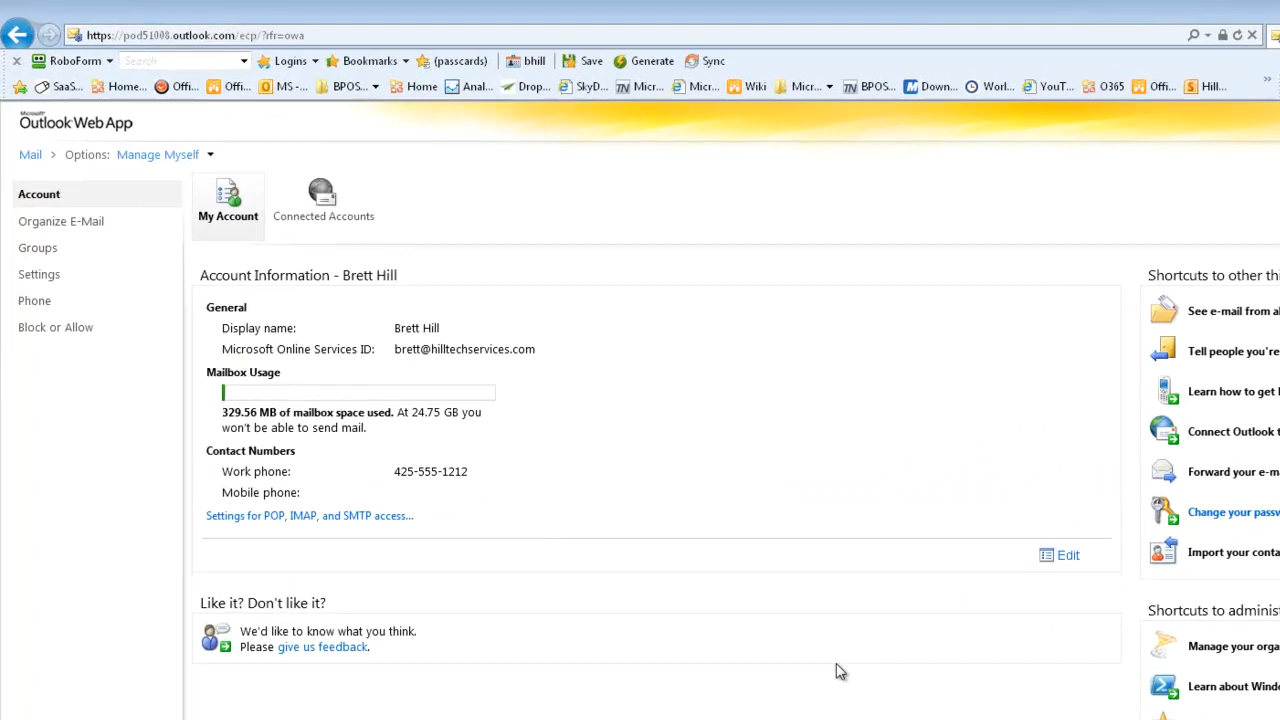 https://pod51008.outlook.com/ecp/?rfr=owa
RoboForm Search Logins Bookmarks (passcards) bhill Save Generate Sync
SaaS... Home... Offi... Offi... MS -... BPOS... Home Anal... Drop... SkyD... Micr... Micr... Wiki Micr... BPOS... Down... Worl... YouT... O365 Offi... Hill...
Microsoft
Outlook Web App
Mail > Options: Manage Myself
Account
Organize E-Mail
Groups
Settings
Phone
Block or Allow
My Account Connected Accounts
Account Information - Brett Hill
General
Display name: Brett Hill
Microsoft Online Services ID: brett@hilltechservices.com
Mailbox Usage
329.56 MB of mailbox space used. At 24.75 GB you
won't be able to send mail.
Contact Numbers
Work phone: 425-555-1212
Mobile phone:
Settings for POP, IMAP, and SMTP access...
Edit
Like it? Don't like it?
We'd like to know what you think.
Please give us feedback.
Shortcuts to other thi
See e-mail from al
Tell people you're
Learn how to get
Connect Outlook t
Forward your e-m
Change your passw
Import your conta
Shortcuts to administ
Manage your orga
Learn about Windo